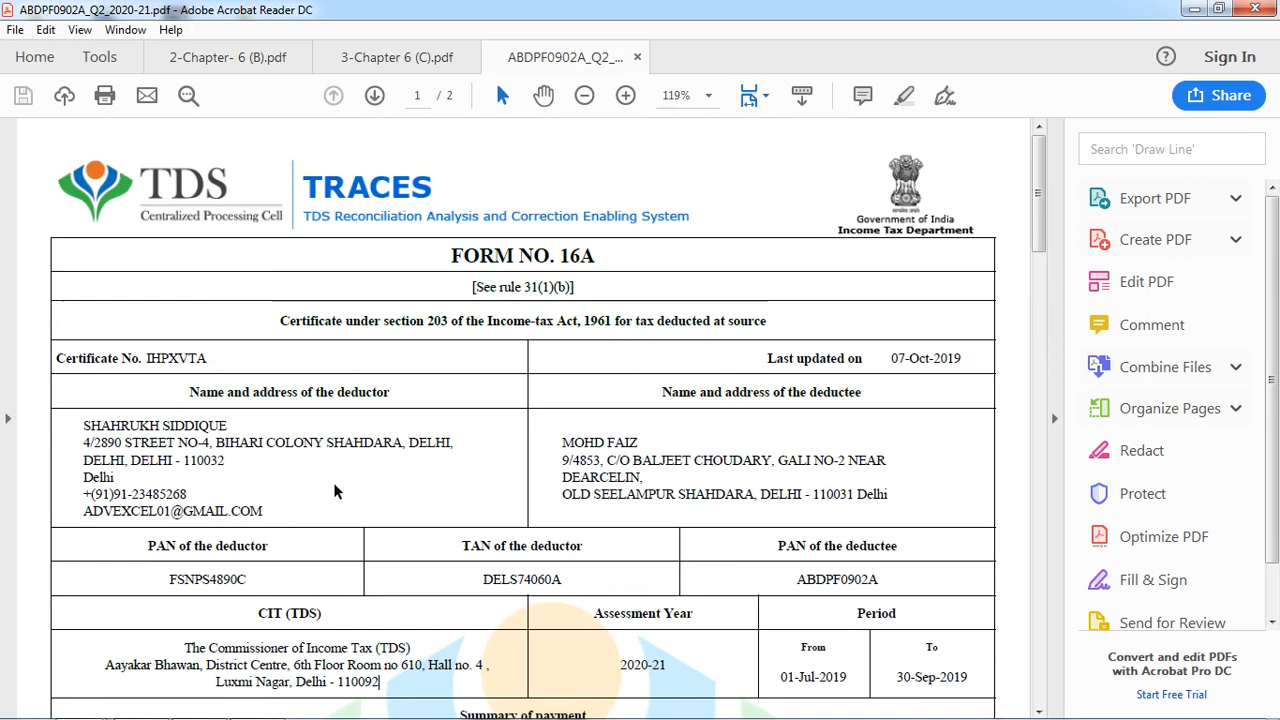 ABDPF0902A_Q2_2020-21.pdf - Adobe Acrobat Reader DC
File Edit View Window Help
Home Tools 2-Chapter- 6 (B).pdf 3-Chapter 6 (C).pdf ABDPF0902A_Q2_... × Sign In
1 / 2 119% Share
Search 'Draw Line'
Export PDF
Create PDF
Edit PDF
Comment
Combine Files
Organize Pages
Redact
Protect
Optimize PDF
Fill & Sign
Send for Review
Convert and edit PDFs
with Acrobat Pro DC
Start Free Trial
TDS
Centralized Processing Cell
TRACES
TDS Reconciliation Analysis and Correction Enabling System
Government of India
Income Tax Department
FORM NO. 16A
[See rule 31(1)(b)]
Certificate under section 203 of the Income-tax Act, 1961 for tax deducted at source
Certificate No. IHPXVTA Last updated on 07-Oct-2019
Name and address of the deductor Name and address of the deductee
SHAHRUKH SIDDIQUE
4/2890 STREET NO-4, BIHARI COLONY SHAHDARA, DELHI,
DELHI, DELHI - 110032
Delhi
+(91)91-23485268
ADVEXCEL01@GMAIL.COM
MOHD FAIZ
9/4853, C/O BALJEET CHOUDARY, GALI NO-2 NEAR
DEARCELIN,
OLD SEELAMPUR SHAHDARA, DELHI - 110031 Delhi
PAN of the deductor TAN of the deductor PAN of the deductee
FSNPS4890C DELS74060A ABDPF0902A
CIT (TDS) Assessment Year Period
The Commissioner of Income Tax (TDS)
Aayakar Bhawan, District Centre, 6th Floor Room no 610, Hall no. 4 ,
Luxmi Nagar, Delhi - 110092
2020-21
From To
01-Jul-2019 30-Sep-2019
Summary of payment